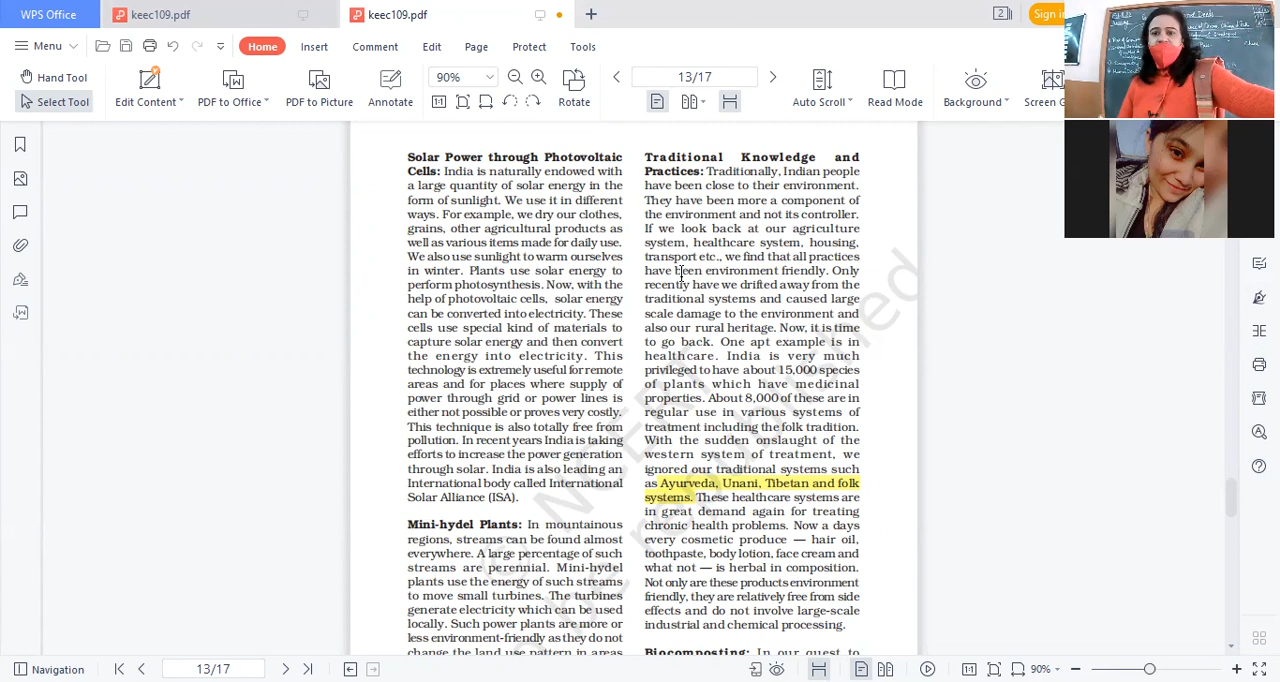 WPS Office
keec109.pdf
keec109.pdf
2
Sign in
Menu
Home
Insert
Comment
Edit
Page
Protect
Tools
Hand Tool
Select Tool
Edit Content
PDF to Office
PDF to Picture
Annotate
90%
Rotate
13/17
Auto Scroll
Read Mode
Background
Screen G
Solar Power through Photovoltaic
Cells: India is naturally endowed with
a large quantity of solar energy in the
form of sunlight. We use it in different
ways. For example, we dry our clothes,
grains, other agricultural products as
well as various items made for daily use.
We also use sunlight to warm ourselves
in winter. Plants use solar energy to
perform photosynthesis. Now, with the
help of photovoltaic cells, solar energy
can be converted into electricity. These
cells use special kind of materials to
capture solar energy and then convert
the energy into electricity. This
technology is extremely useful for remote
areas and for places where supply of
power through grid or power lines is
either not possible or proves very costly.
This technique is also totally free from
pollution. In recent years India is taking
efforts to increase the power generation
through solar. India is also leading an
International body called International
Solar Alliance (ISA).
Mini-hydel Plants: In mountainous
regions, streams can be found almost
everywhere. A large percentage of such
streams are perennial. Mini-hydel
plants use the energy of such streams
to move small turbines. The turbines
generate electricity which can be used
locally. Such power plants are more or
less environment-friendly as they do not
change the land use pattern in areas
Traditional Knowledge and
Practices: Traditionally, Indian people
have been close to their environment.
They have been more a component of
the environment and not its controller.
If we look back at our agriculture
system, healthcare system, housing,
transport etc., we find that all practices
have been environment friendly. Only
recently have we drifted away from the
traditional systems and caused large
scale damage to the environment and
also our rural heritage. Now, it is time
to go back. One apt example is in
healthcare. India is very much
privileged to have about 15,000 species
of plants which have medicinal
properties. About 8,000 of these are in
regular use in various systems of
treatment including the folk tradition.
With the sudden onslaught of the
western system of treatment, we
ignored our traditional systems such
as Ayurveda, Unani, Tibetan and folk
systems. These healthcare systems are
in great demand again for treating
chronic health problems. Now a days
every cosmetic produce — hair oil,
toothpaste, body lotion, face cream and
what not — is herbal in composition.
Not only are these products environment
friendly, they are relatively free from side
effects and do not involve large-scale
industrial and chemical processing.
Biocomposting: In our quest to
© NCERT
be republished
Navigation
13/17
90%